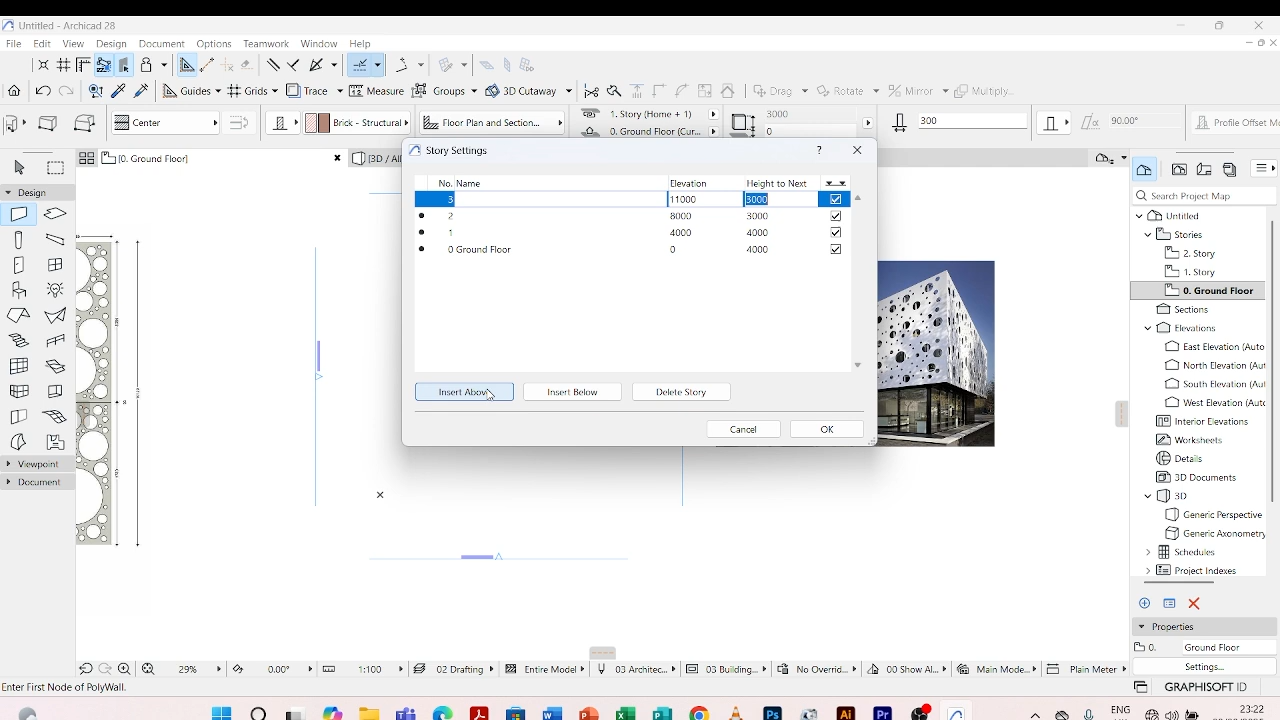 Untitled - Archicad 28
File Edit View Design Document Options Teamwork Window Help
Guides Grids Trace Measure Groups 3D Cutaway Drag Rotate Mirror Multiply...
Center Brick - Structural Floor Plan and Section... 1. Story (Home + 1) 3000 300 90.00° Profile Offset Mo
0. Ground Floor (Cur... 0
[0. Ground Floor] [3D / All
Story Settings ?
No. Name Elevation Height to Next
3 11000 3000
2 8000 3000
1 4000 4000
0 Ground Floor 0 4000
Insert Above Insert Below Delete Story
Cancel OK
Design
Viewpoint
Document
Search Project Map
Untitled
Stories
2. Story
1. Story
0. Ground Floor
Sections
Elevations
East Elevation (Auto
North Elevation (Aut
South Elevation (Aut
West Elevation (Auto
Interior Elevations
Worksheets
Details
3D Documents
3D
Generic Perspective
Generic Axonometry
Schedules
Project Indexes
Properties
0. Ground Floor
Settings...
29% 0.00° 1:100 02 Drafting Entire Model 03 Architec... 03 Building... No Overrid... 00 Show Al... Main Mode... Plain Meter
Enter First Node of PolyWall.
GRAPHISOFT ID
ENG 23:22